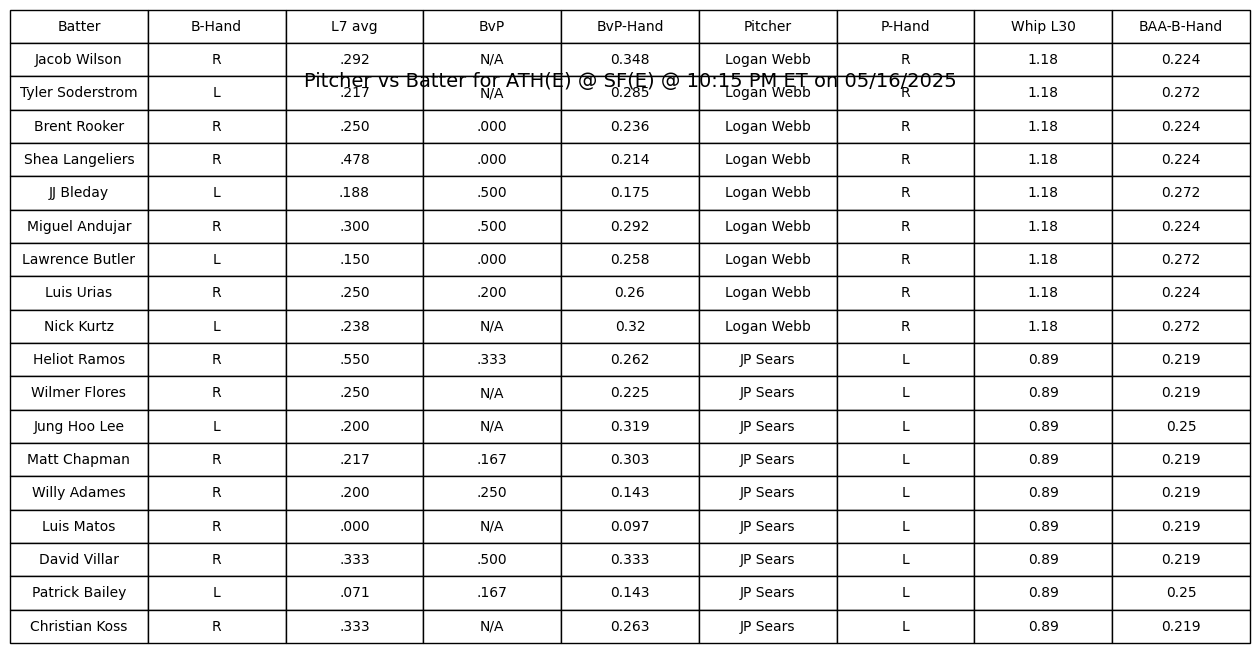 Batter B-Hand L7 avg BvP BvP-Hand Pitcher P-Hand Whip L30 BAA-B-Hand
Jacob Wilson R .292 N/A 0.348 Logan Webb R 1.18 0.224
Pitcher vs Batter for ATH(E) @ SF(E) @ 10:15 PM ET on 05/16/2025
Tyler Soderstrom L .217 N/A 0.285 Logan Webb R 1.18 0.272
Brent Rooker R .250 .000 0.236 Logan Webb R 1.18 0.224
Shea Langeliers R .478 .000 0.214 Logan Webb R 1.18 0.224
JJ Bleday L .188 .500 0.175 Logan Webb R 1.18 0.272
Miguel Andujar R .300 .500 0.292 Logan Webb R 1.18 0.224
Lawrence Butler L .150 .000 0.258 Logan Webb R 1.18 0.272
Luis Urias R .250 .200 0.26 Logan Webb R 1.18 0.224
Nick Kurtz L .238 N/A 0.32 Logan Webb R 1.18 0.272
Heliot Ramos R .550 .333 0.262 JP Sears L 0.89 0.219
Wilmer Flores R .250 N/A 0.225 JP Sears L 0.89 0.219
Jung Hoo Lee L .200 N/A 0.319 JP Sears L 0.89 0.25
Matt Chapman R .217 .167 0.303 JP Sears L 0.89 0.219
Willy Adames R .200 .250 0.143 JP Sears L 0.89 0.219
Luis Matos R .000 N/A 0.097 JP Sears L 0.89 0.219
David Villar R .333 .500 0.333 JP Sears L 0.89 0.219
Patrick Bailey L .071 .167 0.143 JP Sears L 0.89 0.25
Christian Koss R .333 N/A 0.263 JP Sears L 0.89 0.219